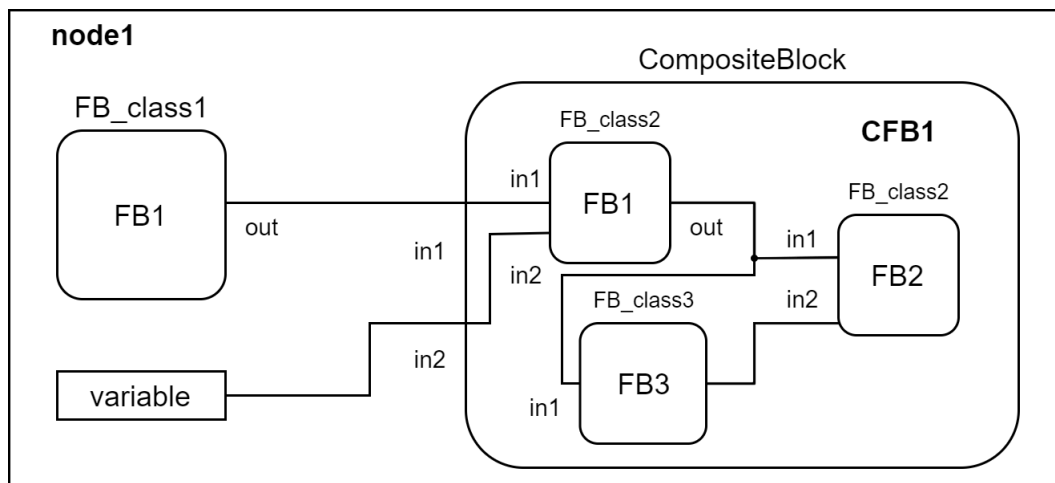 node1
CompositeBlock
FB_class1
FB1
out
variable
in1
in2
CFB1
FB_class2
in1
FB1
out
in2
FB_class2
in1
FB2
in2
FB_class3
FB3
in1